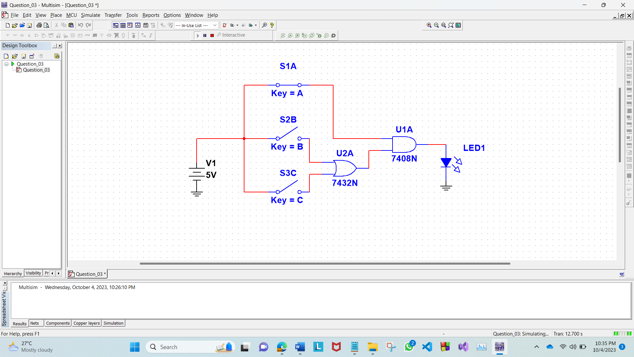 Question_03 * - Multisim - [Question_03 *]
File Edit View Place MCU Simulate Transfer Tools Reports Options Window Help
--- In-Use List ---
Interactive
Design Toolbox
Question_03
Question_03
S1A
Key = A
S2B
Key = B
U1A
7408N
LED1
U2A
7432N
V1
5V
S3C
Key = C
Hierarchy Visibility
Question_03 *
Spreadsheet
Multisim - Wednesday, October 4, 2023, 10:26:10 PM
Results Nets Components Copper layers Simulation
For Help, press F1
Question_03: Simulating... Tran: 12.700 s
27°C
Mostly cloudy
Search
10:35 PM
10/4/2023